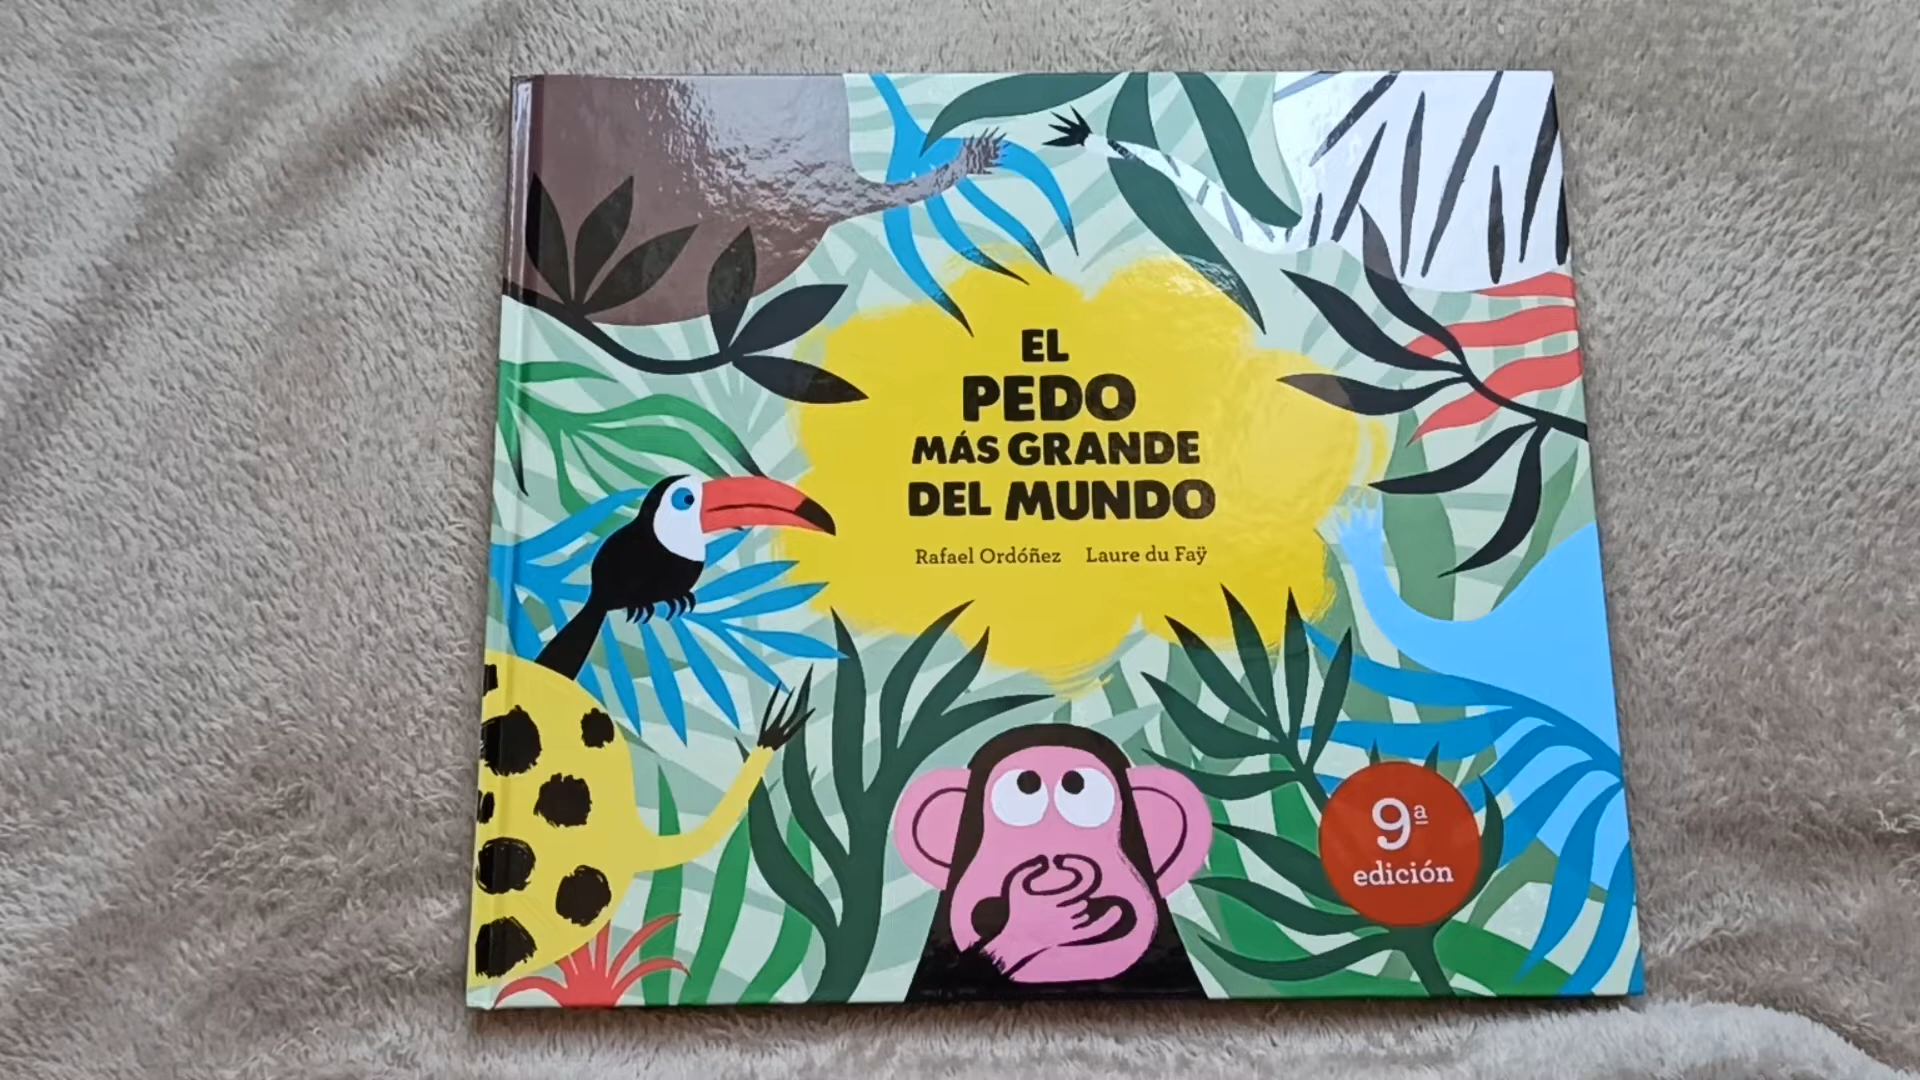 EL
PEDO
MÁS GRANDE
DEL MUNDO
Rafael Ordóñez Laure du Faÿ
9ª
edición